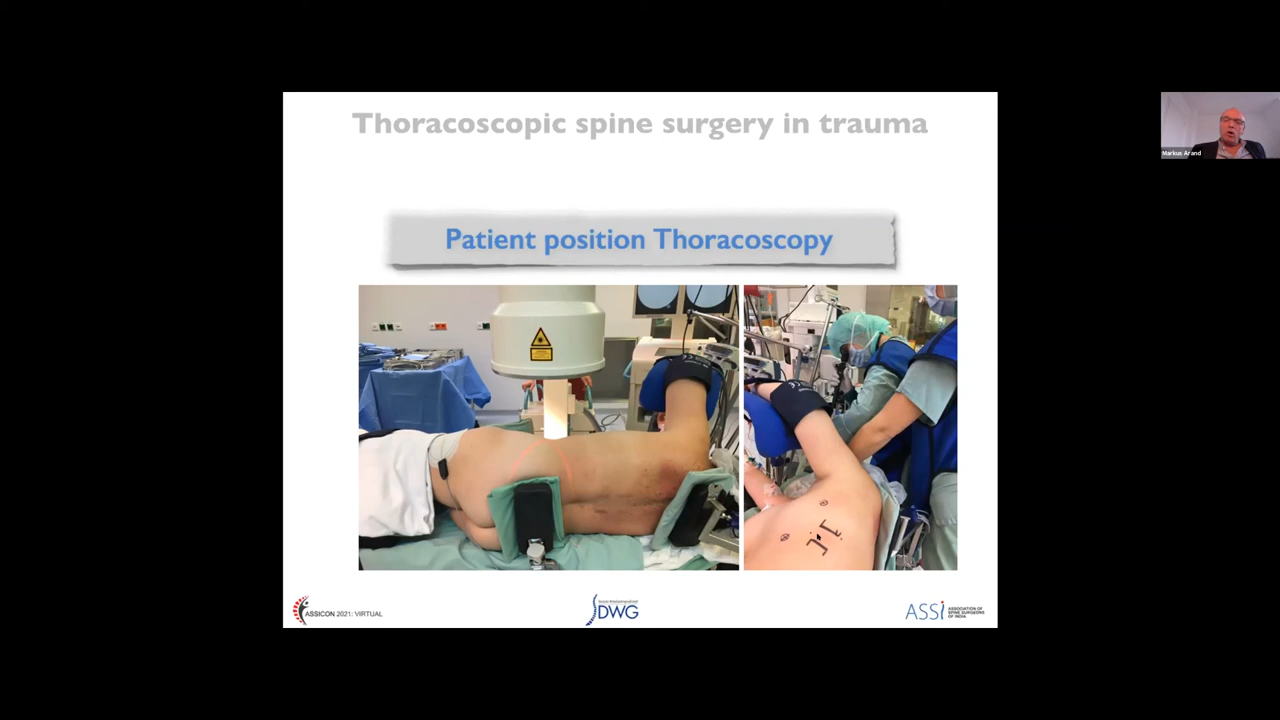 Thoracoscopic spine surgery in trauma
Markus Arand
Patient position Thoracoscopy
ASSICON 2021: VIRTUAL
DWG
ASSI
ASSOCIATION OF
SPINE SURGEONS
OF INDIA